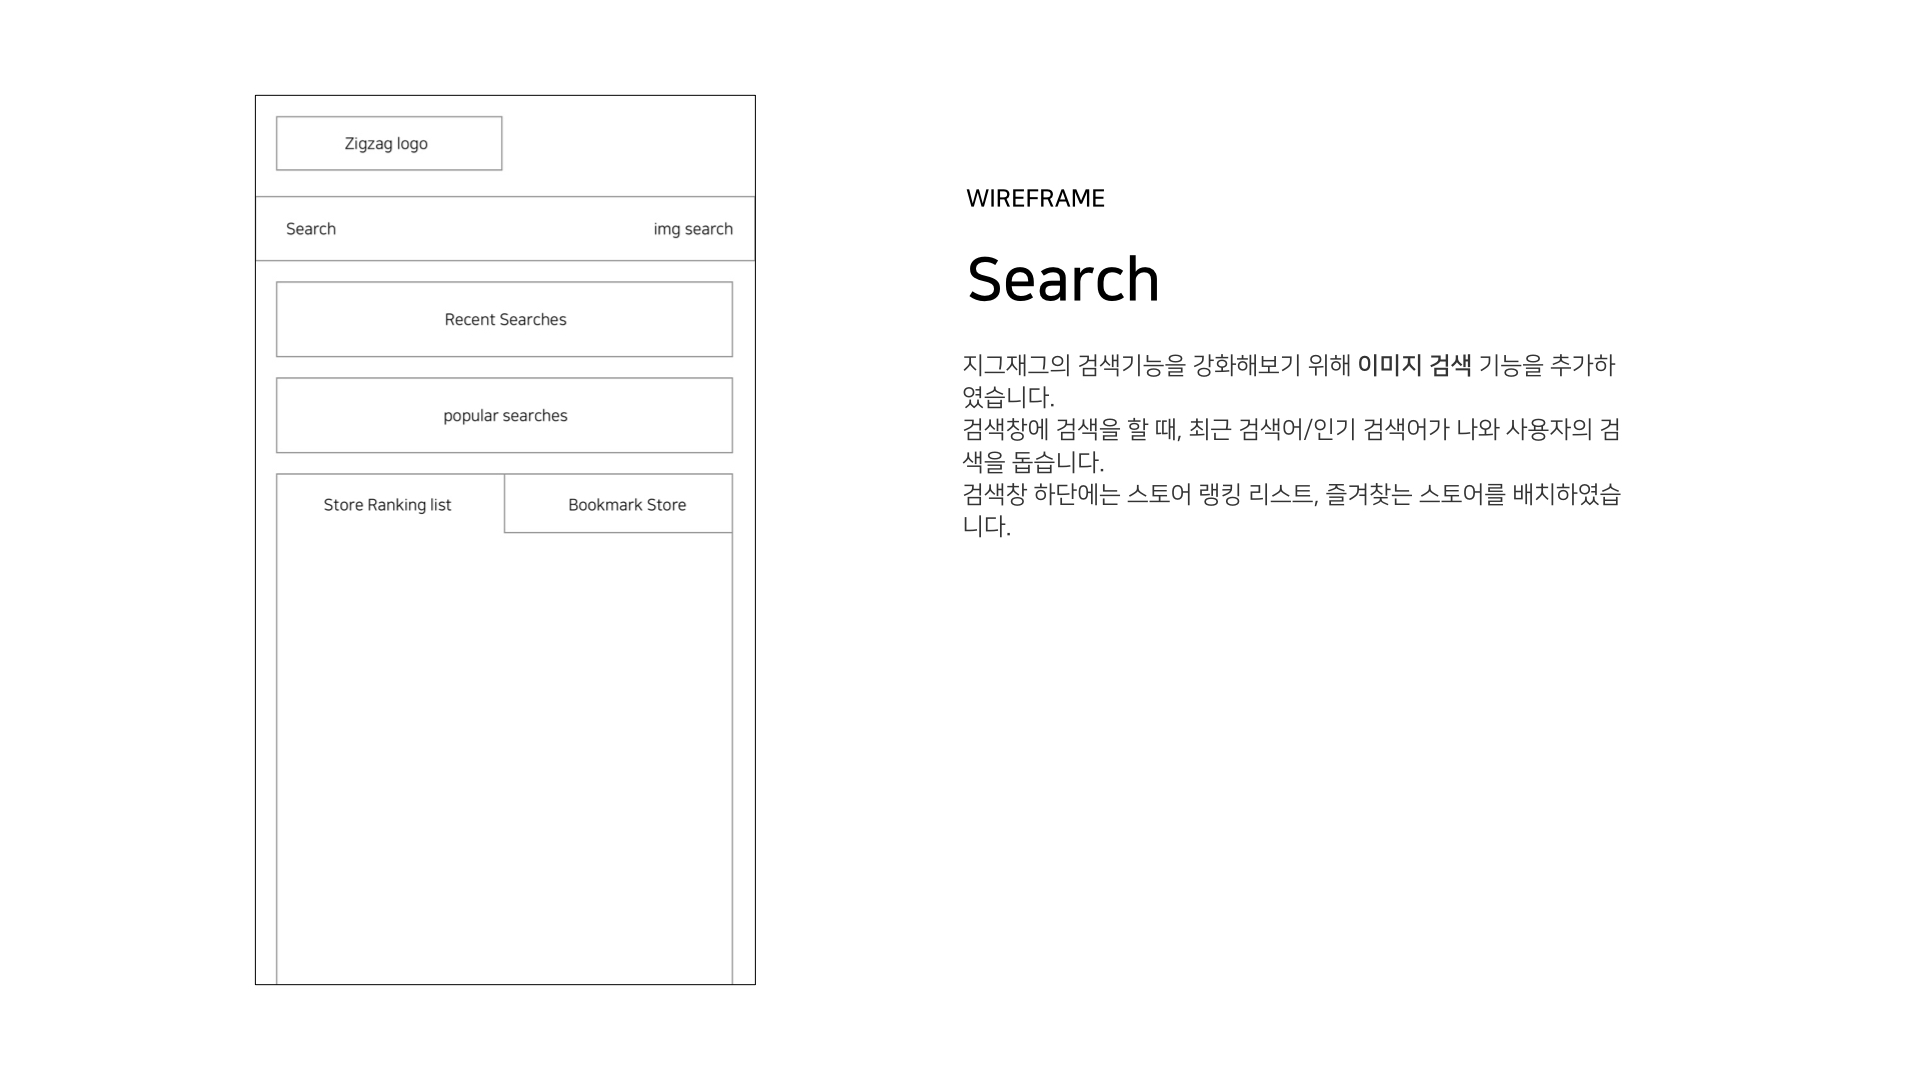 Zigzag logo
Search
img search
Recent Searches
popular searches
Store Ranking list
Bookmark Store
WIREFRAME
Search
지그재그의 검색기능을 강화해보기 위해 이미지 검색 기능을 추가하
였습니다.
검색창에 검색을 할 때, 최근 검색어/인기 검색어가 나와 사용자의 검
색을 돕습니다.
검색창 하단에는 스토어 랭킹 리스트, 즐겨찾는 스토어를 배치하였습
니다.